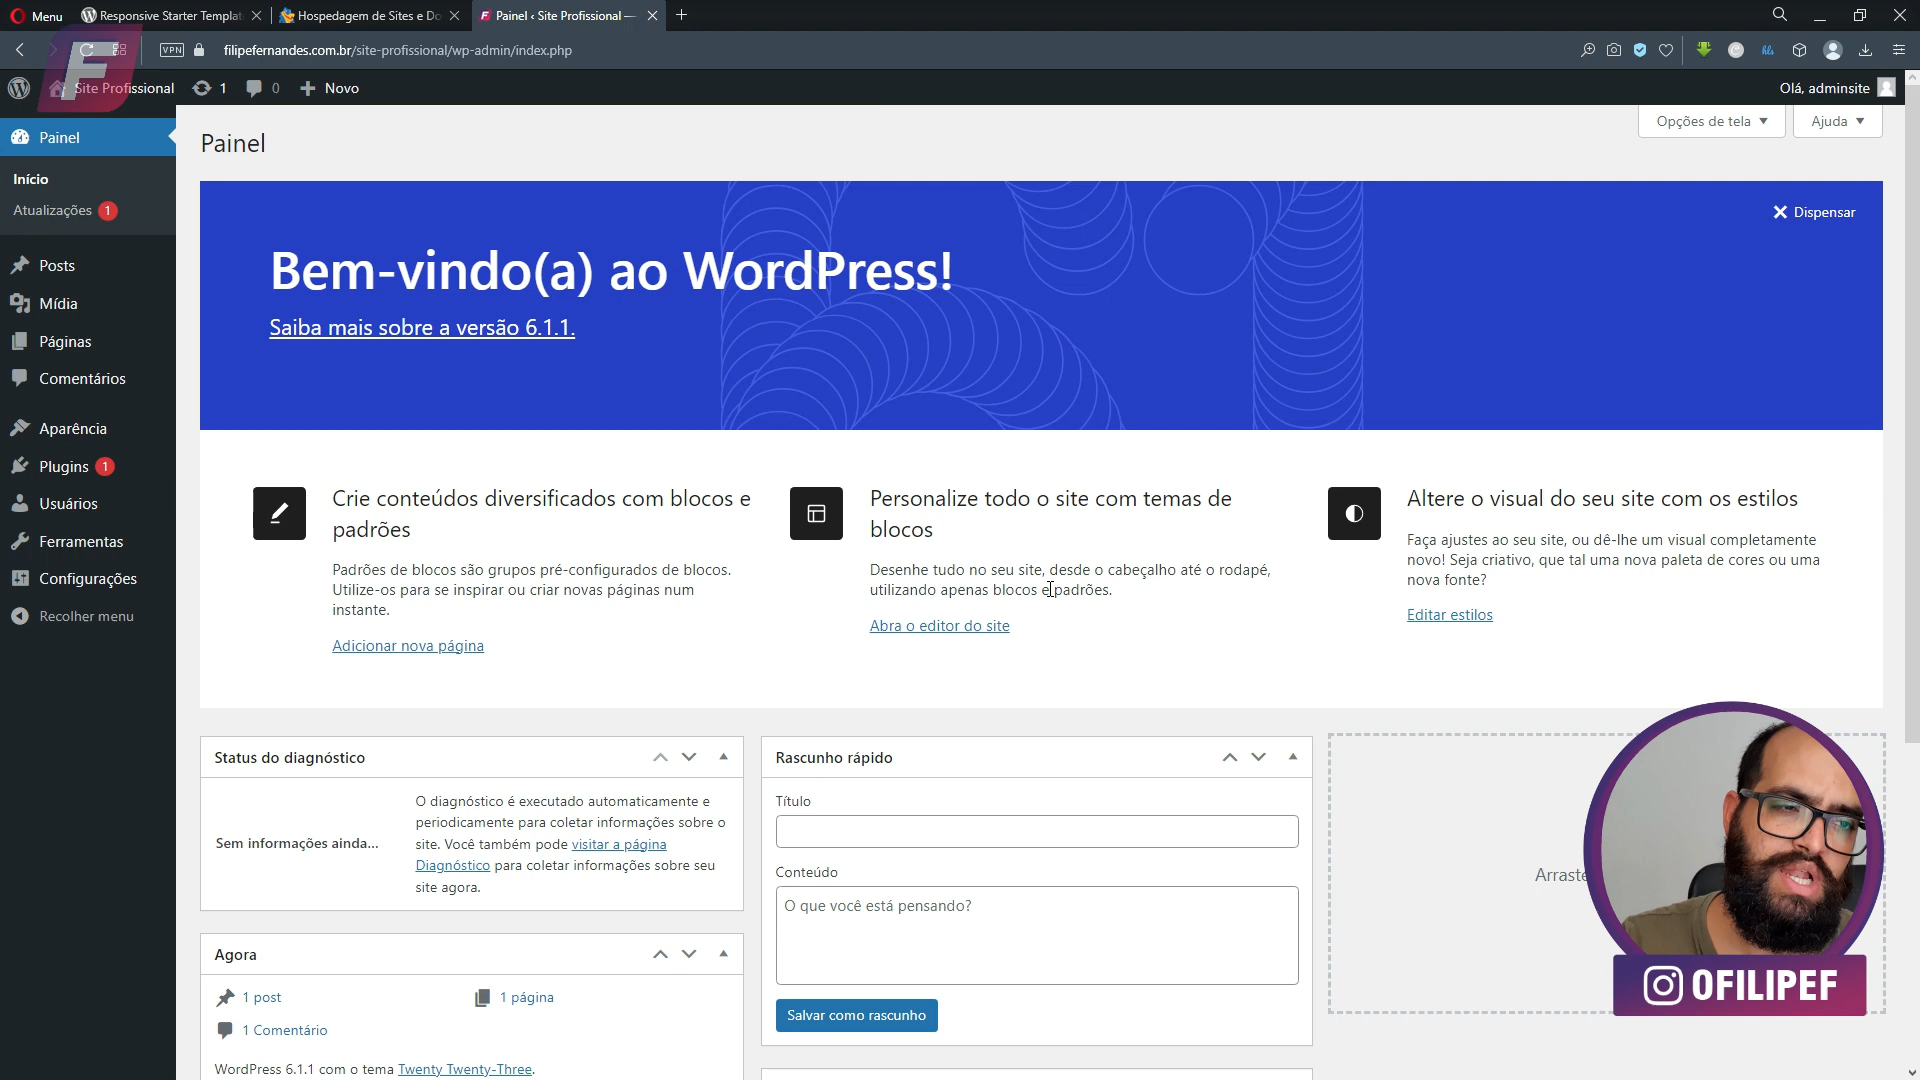 Menu
Responsive Starter Templat
Hospedagem de Sites e Do
Painel ‹ Site Profissional —
VPN
filipefernandes.com.br/site-profissional/wp-admin/index.php
F
Site Profissional
1
0
Novo
Olá, adminsite
Painel
Início
Atualizações 1
Posts
Mídia
Páginas
Comentários
Aparência
Plugins 1
Usuários
Ferramentas
Configurações
Recolher menu
Painel
Opções de tela
Ajuda
Dispensar
Bem-vindo(a) ao WordPress!
Saiba mais sobre a versão 6.1.1.
Crie conteúdos diversificados com blocos e
padrões
Padrões de blocos são grupos pré-configurados de blocos.
Utilize-os para se inspirar ou criar novas páginas num
instante.
Adicionar nova página
Personalize todo o site com temas de
blocos
Desenhe tudo no seu site, desde o cabeçalho até o rodapé,
utilizando apenas blocos e padrões.
Abra o editor do site
Altere o visual do seu site com os estilos
Faça ajustes ao seu site, ou dê-lhe um visual completamente
novo! Seja criativo, que tal uma nova paleta de cores ou uma
nova fonte?
Editar estilos
Status do diagnóstico
Sem informações ainda...
O diagnóstico é executado automaticamente e
periodicamente para coletar informações sobre o
site. Você também pode visitar a página
Diagnóstico para coletar informações sobre seu
site agora.
Agora
1 post
1 página
1 Comentário
WordPress 6.1.1 com o tema Twenty Twenty-Three.
Rascunho rápido
Título
Conteúdo
O que você está pensando?
Salvar como rascunho
Arraste
OFILIPEF